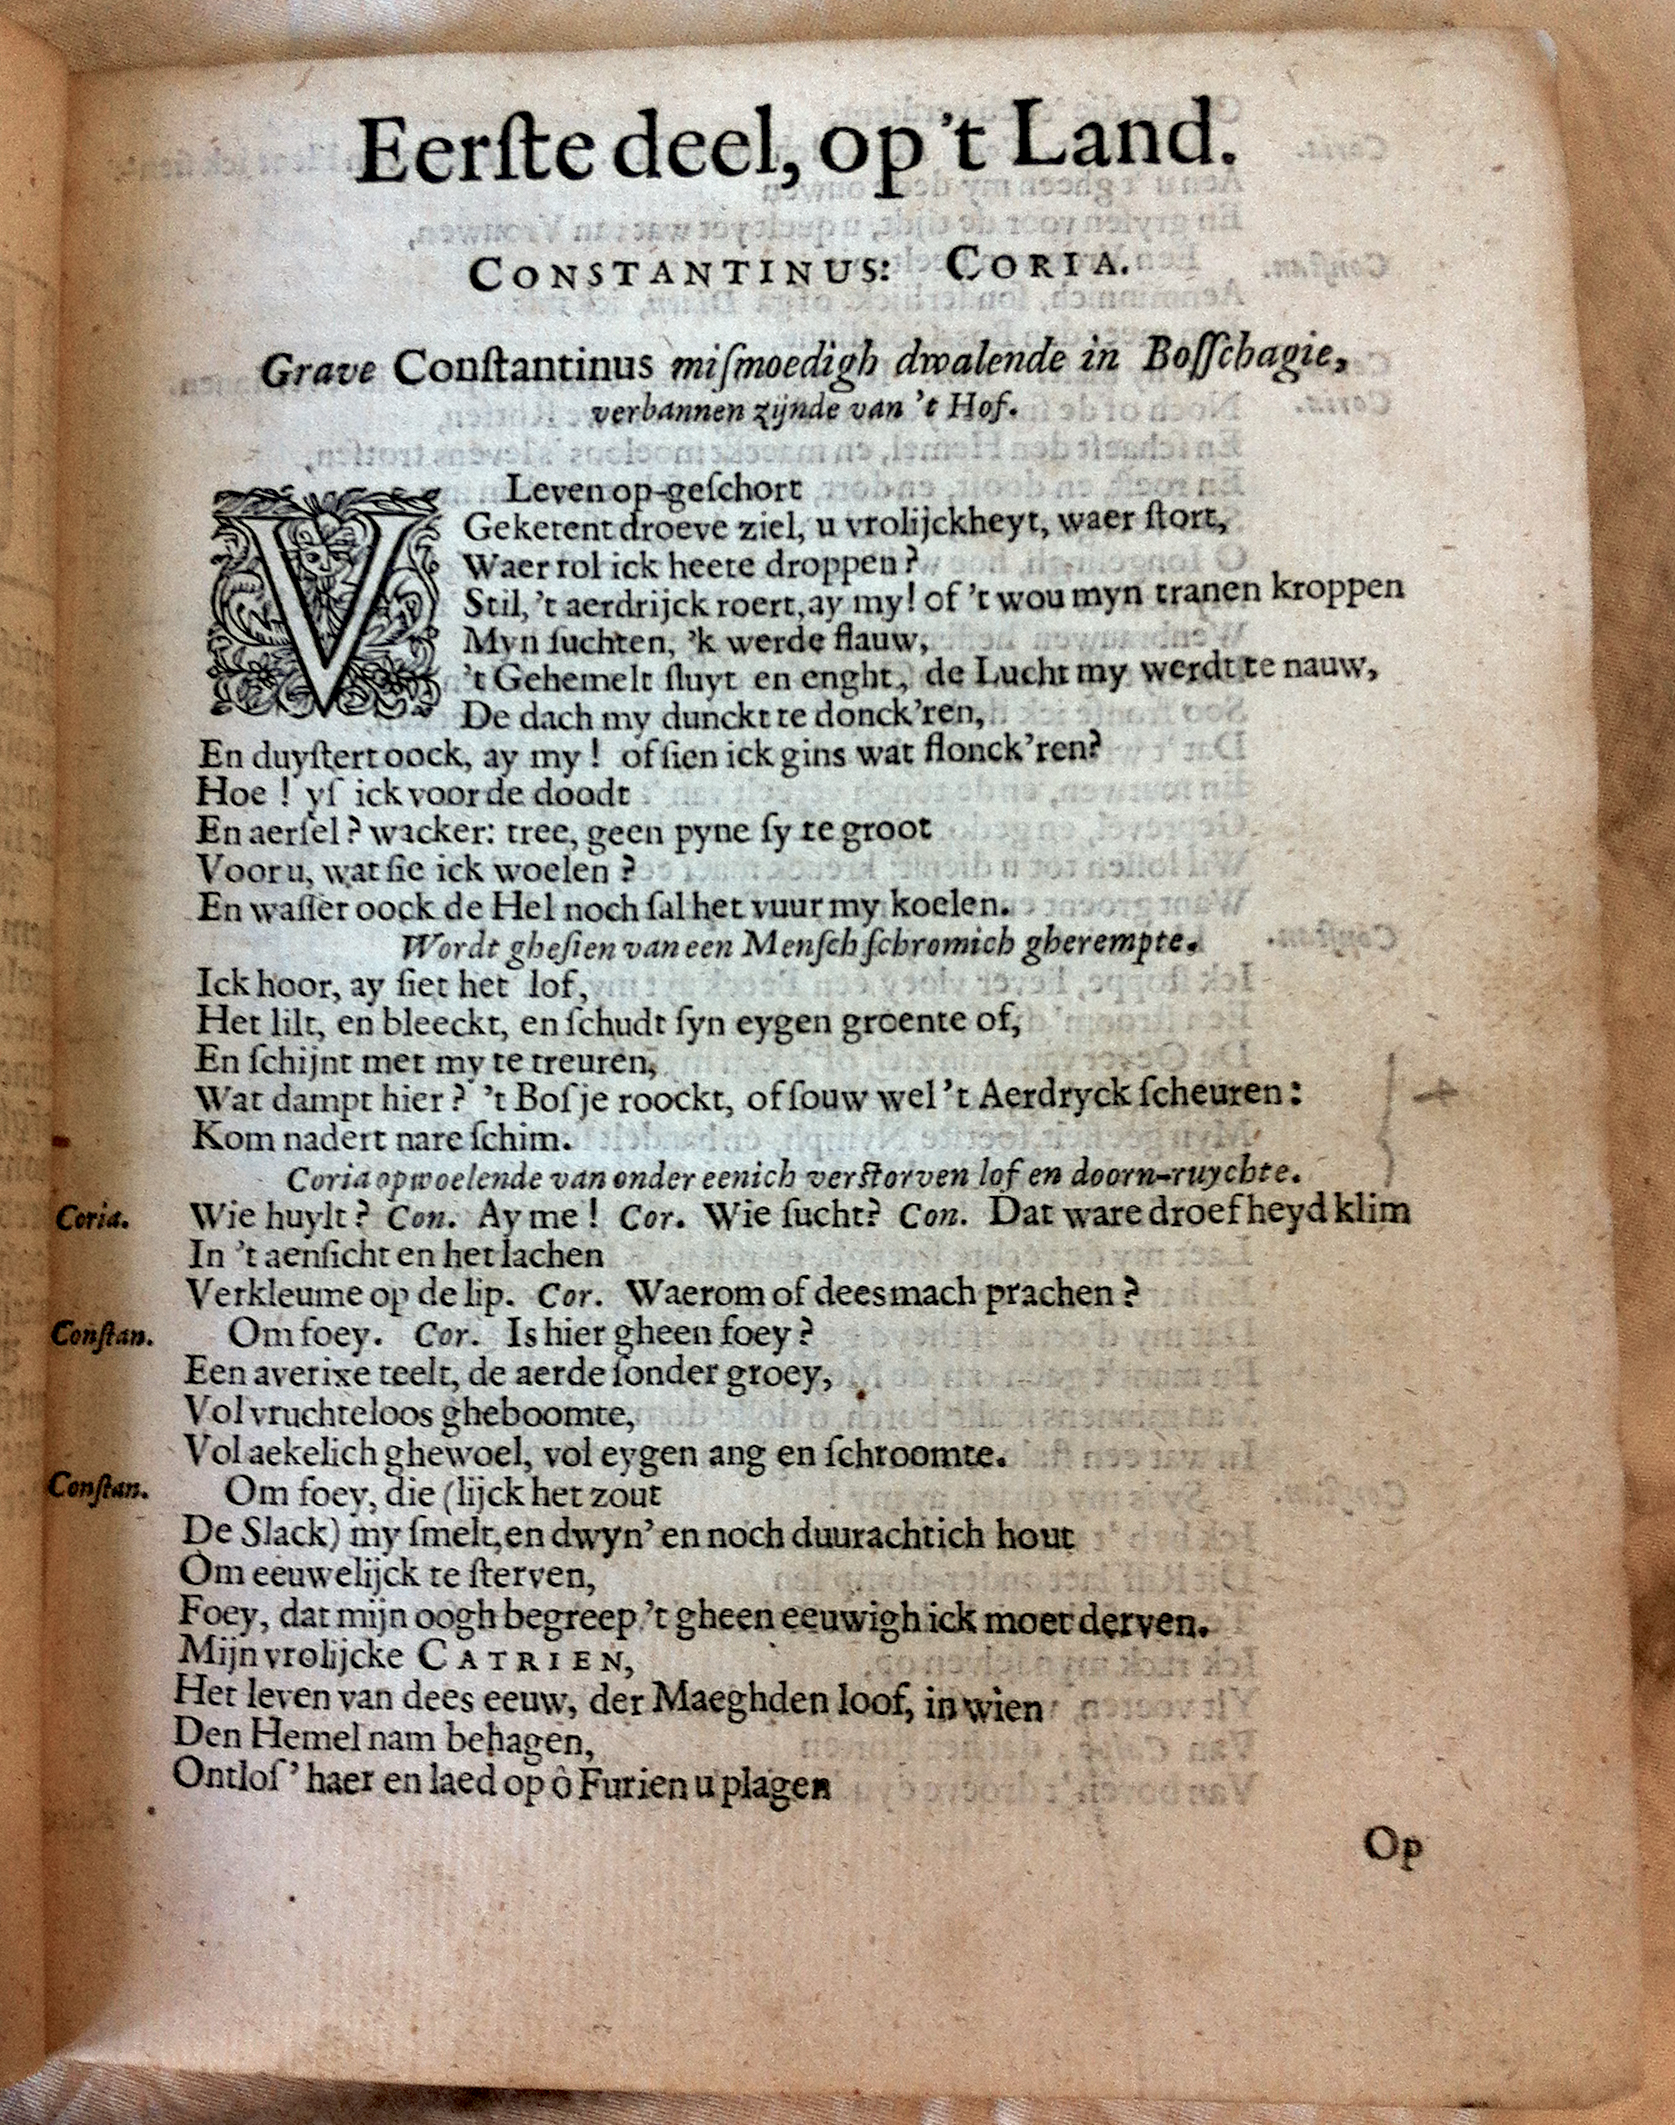 Eerſte deel, op 't Land.
CONSTANTINUS: CORIA.
Grave Conſtantinus miſmoedigh dwalende in Boſſchagie,
verbannen zijnde van 't Hof.
V Leven op-geſchort
Geketent droeve ziel, u vrolijckheyt, waer ſtort,
Waer rol ick heete droppen?
Stil, 't aerdrijck roert, ay my! of 't wou myn tranen kroppen
Myn ſuchten, 'k werde flauw,
't Gehemelt ſluyt en enght, de Lucht my werdt te nauw,
De dach my dunckt te donck'ren,
En duyſtert oock, ay my! of ſien ick gins wat flonck'ren?
Hoe! yſ ick voor de doodt
En aerſel? wacker: tree, geen pyne ſy te groot
Voor u, wat ſie ick woelen?
En waſſer oock de Hel noch ſal het vuur my koelen.
Wordt gheſien van een Menſch ſchromich gherempte.
Ick hoor, ay ſiet het lof,
Het lilt, en bleeckt, en ſchudt ſyn eygen groente of,
En ſchijnt met my te treuren,
Wat dampt hier? 't Boſje roockt, of ſouw wel 't Aerdryck ſcheuren:
Kom nadert nare ſchim.
Coria opwoelende van onder eenich verſtorven lof en doorn-ruychte.
Coria. Wie huylt? Con. Ay me! Cor. Wie ſucht? Con. Dat ware droefheyd klim
In 't aenſicht en het lachen
Verkleume op de lip. Cor. Waerom of dees mach prachen?
Conſtan. Om foey. Cor. Is hier gheen foey?
Een averixe teelt, de aerde ſonder groey,
Vol vruchteloos gheboomte,
Vol aekelich ghewoel, vol eygen ang en ſchroomte.
Conſtan. Om foey, die (lijck het zout
De Slack) my ſmelt, en dwyn' en noch duurachtich hout
Om eeuwelijck te ſterven,
Foey, dat mijn oogh begreep 't gheen eeuwigh ick moet derven.
Mijn vrolijcke CATRIEN,
Het leven van dees eeuw, der Maeghden loof, in wien
Den Hemel nam behagen,
Ontloſ' haer en laed op ô Furien u plagen
Op